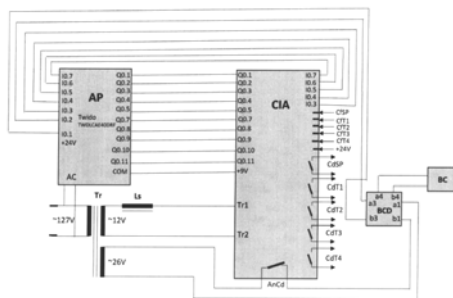 I0.7
I0.6
I0.5
I0.4
I0.3
I0.2
I0.1
+24V
AC
AP
Twido
Q0.1
Q0.2
Q0.3
Q0.4
Q0.5
Q0.6
Q0.7
Q0.8
Q0.9
Q0.10
Q0.11
COM
Q0.1
Q0.2
Q0.3
Q0.4
Q0.5
Q0.6
Q0.7
Q0.8
Q0.9
Q0.10
Q0.11
+9V
Tr1
Tr2
CIA
I0.7
I0.6
I0.5
I0.4
I0.3
CfSP
CfT1
CfT2
CfT3
CfT4
+24V
CdSP
CdT1
CdT2
CdT3
CdT4
AnCd
Tr
Ls
~127V
~12V
~26V
a4
a3
b3
b4
a1
b1
BCD
BC